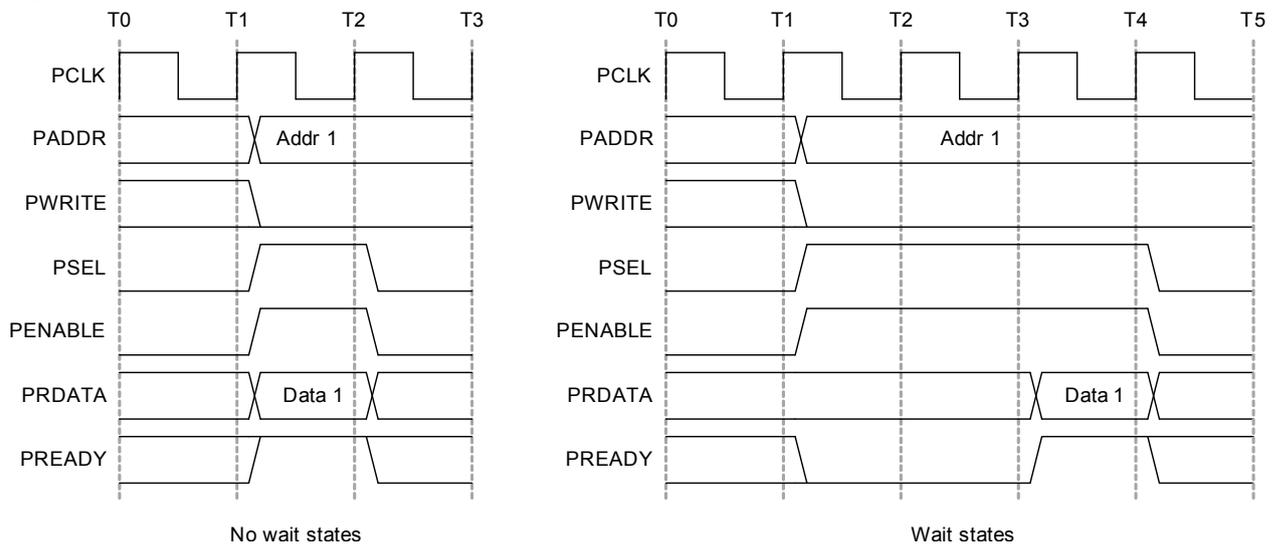 T0 T1 T2 T3
PCLK
PADDR Addr 1
PWRITE
PSEL
PENABLE
PRDATA Data 1
PREADY
No wait states
T0 T1 T2 T3 T4 T5
PCLK
PADDR Addr 1
PWRITE
PSEL
PENABLE
PRDATA Data 1
PREADY
Wait states